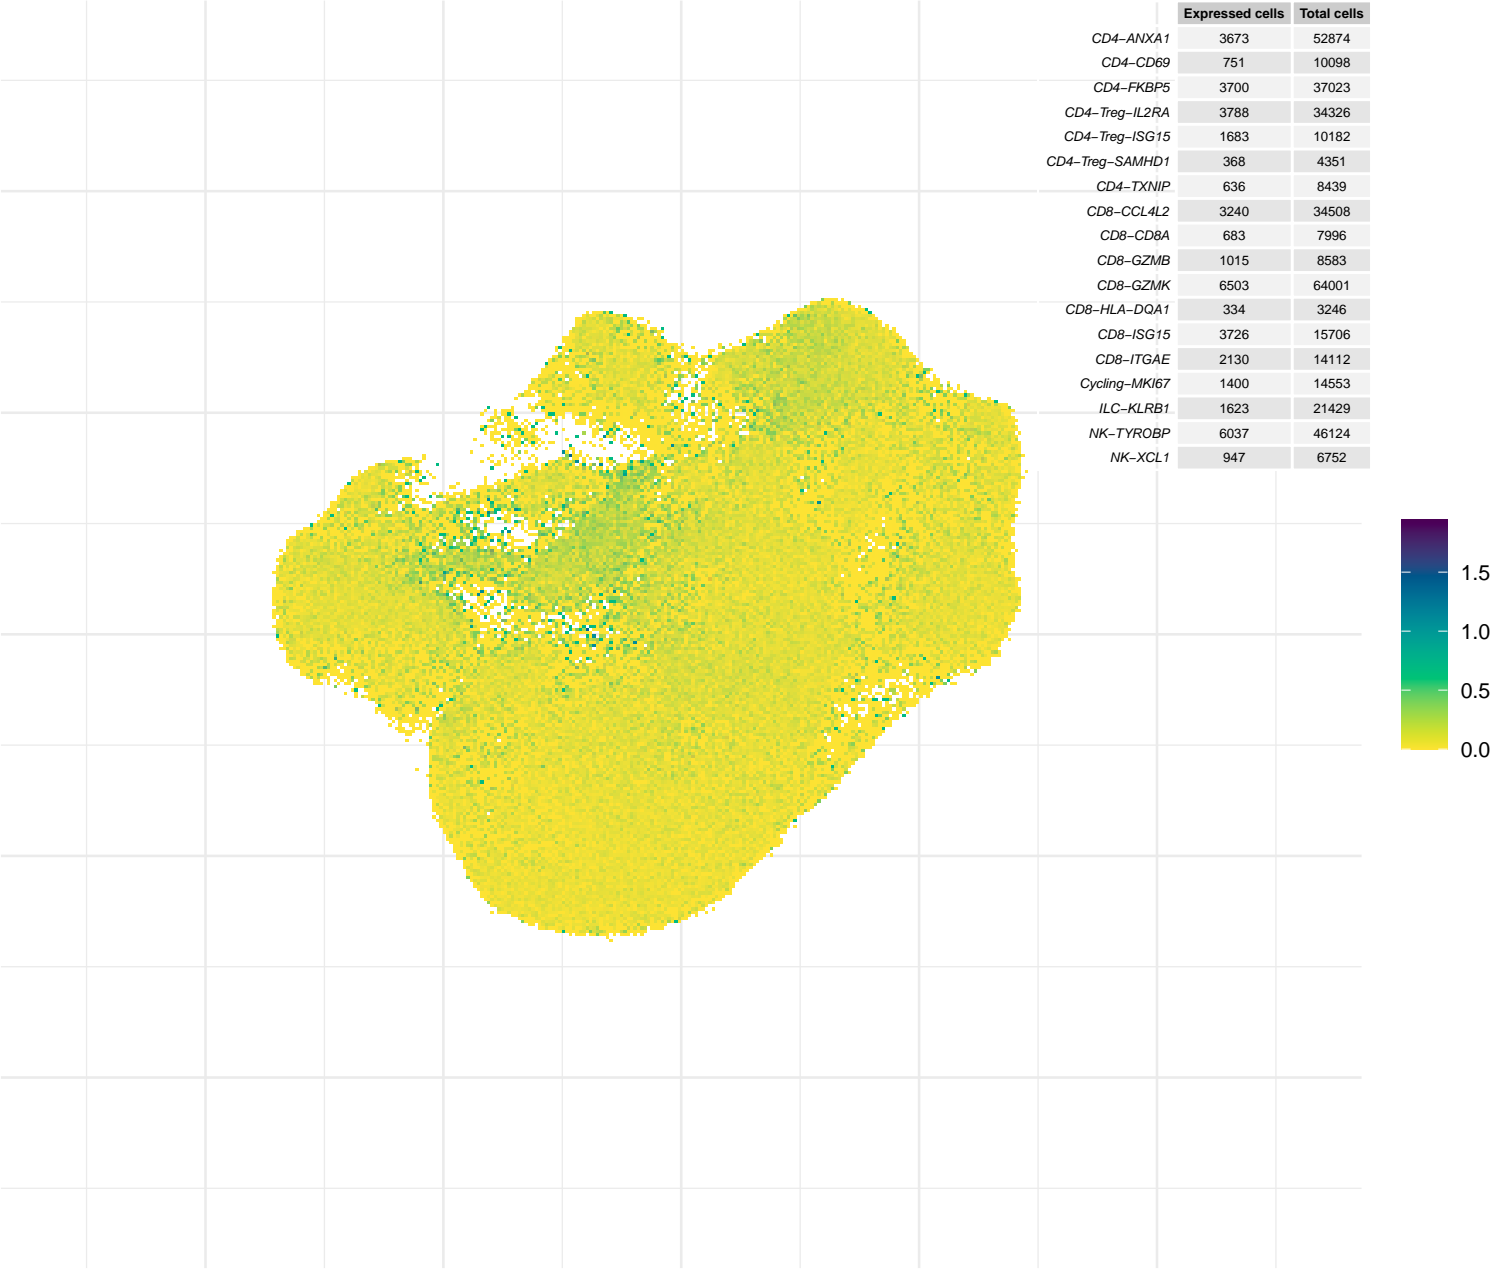 Expressed cells Total cells
CD4−ANXA1 3673 52874
CD4−CD69 751 10098
CD4−FKBP5 3700 37023
CD4−Treg−IL2RA 3788 34326
CD4−Treg−ISG15 1683 10182
CD4−Treg−SAMHD1 368 4351
CD4−TXNIP 636 8439
CD8−CCL4L2 3240 34508
CD8−CD8A 683 7996
CD8−GZMB 1015 8583
CD8−GZMK 6503 64001
CD8−HLA−DQA1 334 3246
CD8−ISG15 3726 15706
CD8−ITGAE 2130 14112
Cycling−MKI67 1400 14553
ILC−KLRB1 1623 21429
NK−TYROBP 6037 46124
NK−XCL1 947 6752
1.5
1.0
0.5
0.0